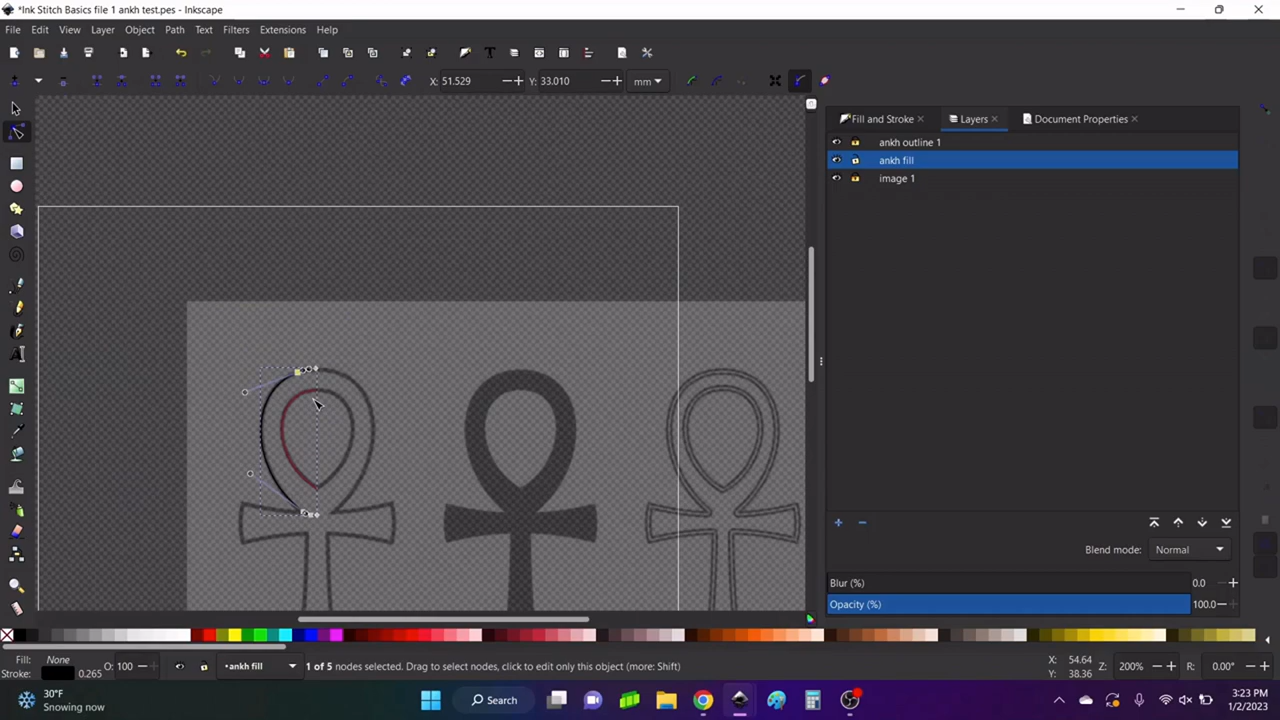 *Ink Stitch Basics file 1 ankh test.pes - Inkscape
File Edit View Layer Object Path Text Filters Extensions Help
X: 51.529 Y: 33.010 mm
Fill and Stroke Layers Document Properties
ankh outline 1
ankh fill
image 1
Blend mode: Normal
Blur (%) 0.0
Opacity (%) 100.0
Fill: None
Stroke: 0.265 O: 100 •ankh fill 1 of 5 nodes selected. Drag to select nodes, click to edit only this object (more: Shift) X: 54.64 Y: 38.36 Z: 200% R: 0.00°
30°F
Snowing now
Search
3:23 PM
1/2/2023